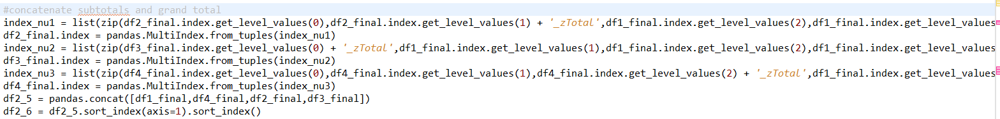 #concatenate subtotals and grand total
index_nu1 = list(zip(df2_final.index.get_level_values(0),df2_final.index.get_level_values(1) + '_zTotal',df1_final.index.get_level_values(2),df1_final.index.get_level_values
df2_final.index = pandas.MultiIndex.from_tuples(index_nu1)
index_nu2 = list(zip(df3_final.index.get_level_values(0) + '_zTotal',df1_final.index.get_level_values(1),df1_final.index.get_level_values(2),df1_final.index.get_level_values
df3_final.index = pandas.MultiIndex.from_tuples(index_nu2)
index_nu3 = list(zip(df4_final.index.get_level_values(0),df4_final.index.get_level_values(1),df4_final.index.get_level_values(2) + '_zTotal',df1_final.index.get_level_values
df4_final.index = pandas.MultiIndex.from_tuples(index_nu3)
df2_5 = pandas.concat([df1_final,df4_final,df2_final,df3_final])
df2_6 = df2_5.sort_index(axis=1).sort_index()